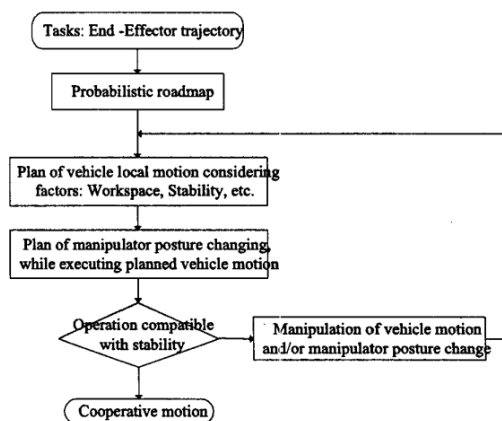 Tasks: End -Effector trajectory
Probabilistic roadmap
Plan of vehicle local motion considering
factors: Workspace, Stability, etc.
Plan of manipulator posture changing
while executing planned vehicle motion
Operation compatible
with stability
Manipulation of vehicle motion
and/or manipulator posture change
Cooperative motion